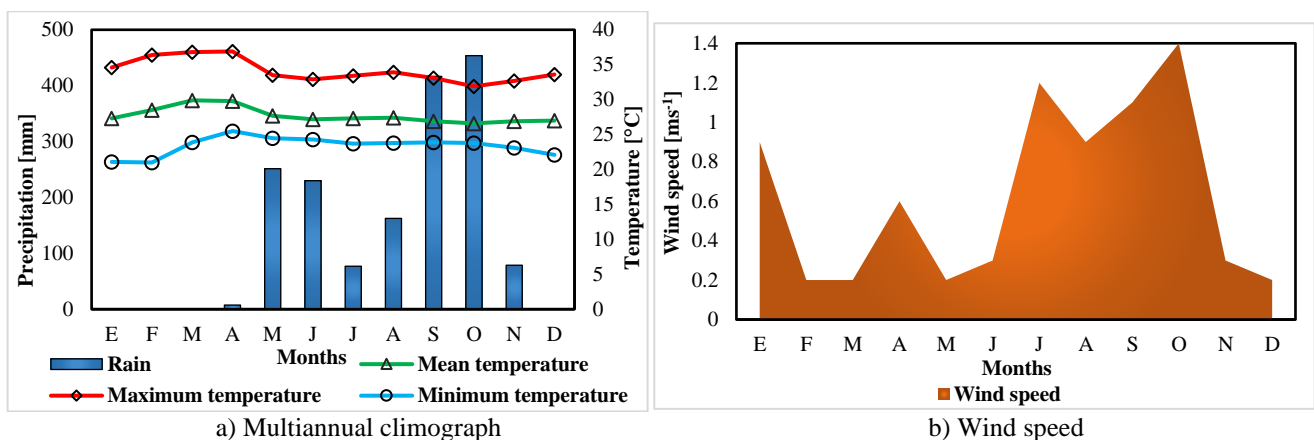 500
400
300
200
100
0
Precipitation [mm]
40
35
30
25
20
15
10
5
0
Temperature [°C]
E F M A M J J A S O N D
Months
Rain
Mean temperature
Maximum temperature
Minimum temperature
a) Multiannual climograph
1.4
1.2
1
0.8
0.6
0.4
0.2
0
Wind speed [ms-1]
E F M A M J J A S O N D
Months
Wind speed
b) Wind speed